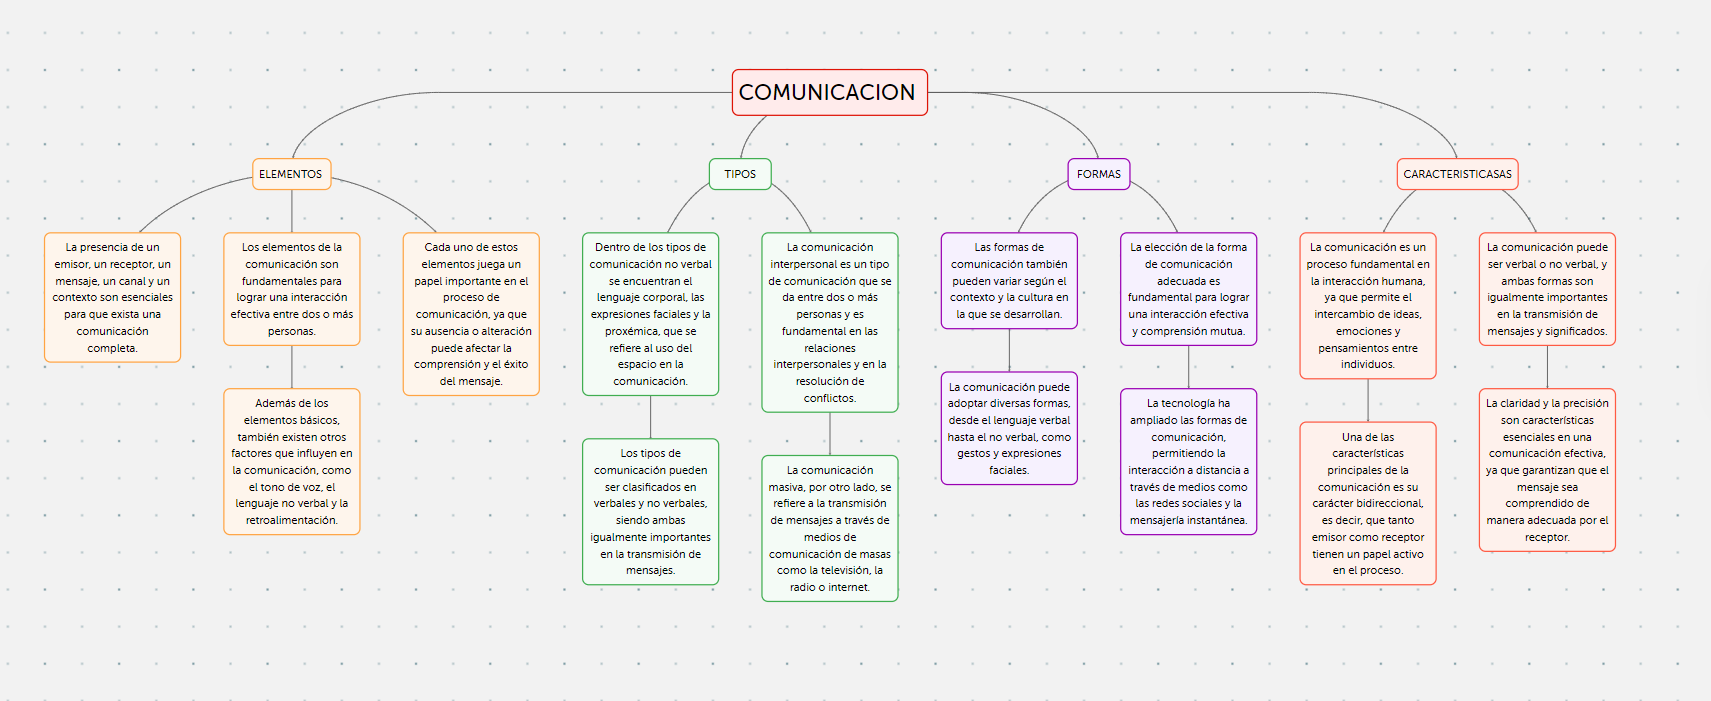 COMUNICACION
ELEMENTOS
TIPOS
FORMAS
CARACTERISTICASAS
La presencia de un
emisor, un receptor, un
mensaje, un canal y un
contexto son esenciales
para que exista una
comunicación
completa.
Los elementos de la
comunicación son
fundamentales para
lograr una interacción
efectiva entre dos o más
personas.
Cada uno de estos
elementos juega un
papel importante en el
proceso de
comunicación, ya que
su ausencia o alteración
puede afectar la
comprensión y el éxito
del mensaje.
Dentro de los tipos de
comunicación no verbal
se encuentran el
lenguaje corporal, las
expresiones faciales y la
proxémica, que se
refiere al uso del
espacio en la
comunicación.
La comunicación
interpersonal es un tipo
de comunicación que se
da entre dos o más
personas y es
fundamental en las
relaciones
interpersonales y en la
resolución de
conflictos.
Las formas de
comunicación también
pueden variar según el
contexto y la cultura en
la que se desarrollan.
La elección de la forma
de comunicación
adecuada es
fundamental para lograr
una interacción efectiva
y comprensión mutua.
La comunicación es un
proceso fundamental en
la interacción humana,
ya que permite el
intercambio de ideas,
emociones y
pensamientos entre
individuos.
La comunicación puede
ser verbal o no verbal, y
ambas formas son
igualmente importantes
en la transmisión de
mensajes y significados.
Además de los
elementos básicos,
también existen otros
factores que influyen en
la comunicación, como
el tono de voz, el
lenguaje no verbal y la
retroalimentación.
Los tipos de
comunicación pueden
ser clasificados en
verbales y no verbales,
siendo ambas
igualmente importantes
en la transmisión de
mensajes.
La comunicación
masiva, por otro lado, se
refiere a la transmisión
de mensajes a través de
medios de
comunicación de masas
como la televisión, la
radio o internet.
La comunicación puede
adoptar diversas formas,
desde el lenguaje verbal
hasta el no verbal, como
gestos y expresiones
faciales.
La tecnología ha
ampliado las formas de
comunicación,
permitiendo la
interacción a distancia a
través de medios como
las redes sociales y la
mensajería instantánea.
Una de las
características
principales de la
comunicación es su
carácter bidireccional,
es decir, que tanto
emisor como receptor
tienen un papel activo
en el proceso.
La claridad y la precisión
son características
esenciales en una
comunicación efectiva,
ya que garantizan que el
mensaje sea
comprendido de
manera adecuada por el
receptor.